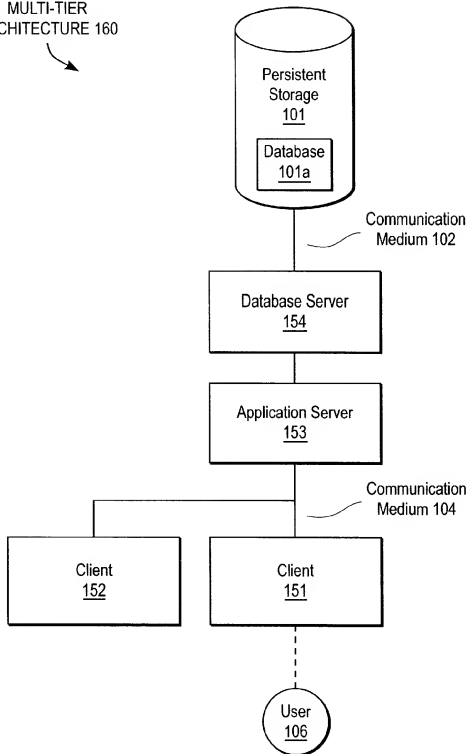 MULTI-TIER
CHITECTURE 160
Persistent
Storage
101
Database
101a
Communication
Medium 102
Database Server
154
Application Server
153
Communication
Medium 104
Client
152
Client
151
User
106